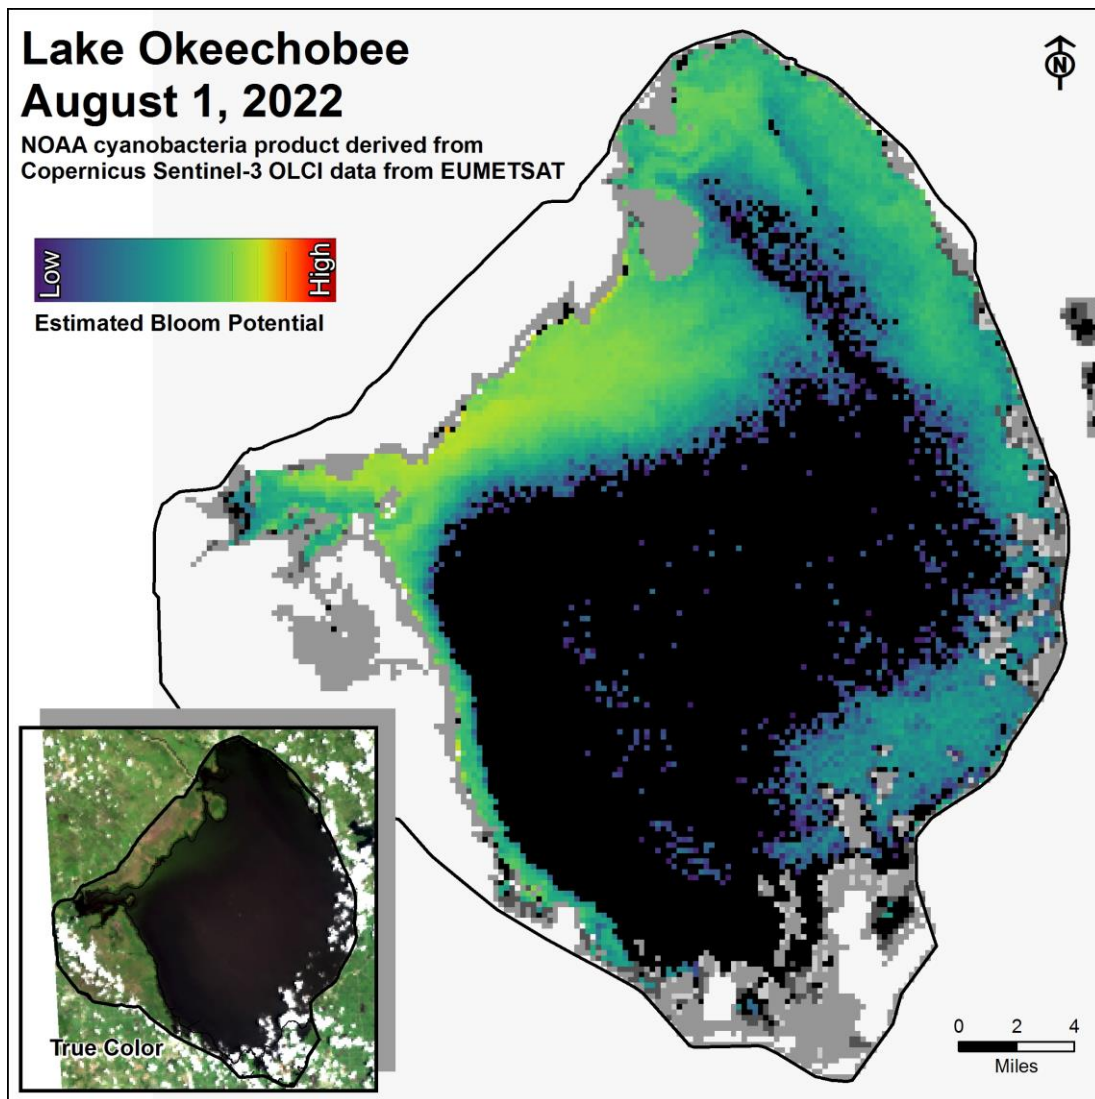 Lake Okeechobee
August 1, 2022
NOAA cyanobacteria product derived from
Copernicus Sentinel-3 OLCI data from EUMETSAT
N
Low
High
Estimated Bloom Potential
True Color
0 2 4
Miles